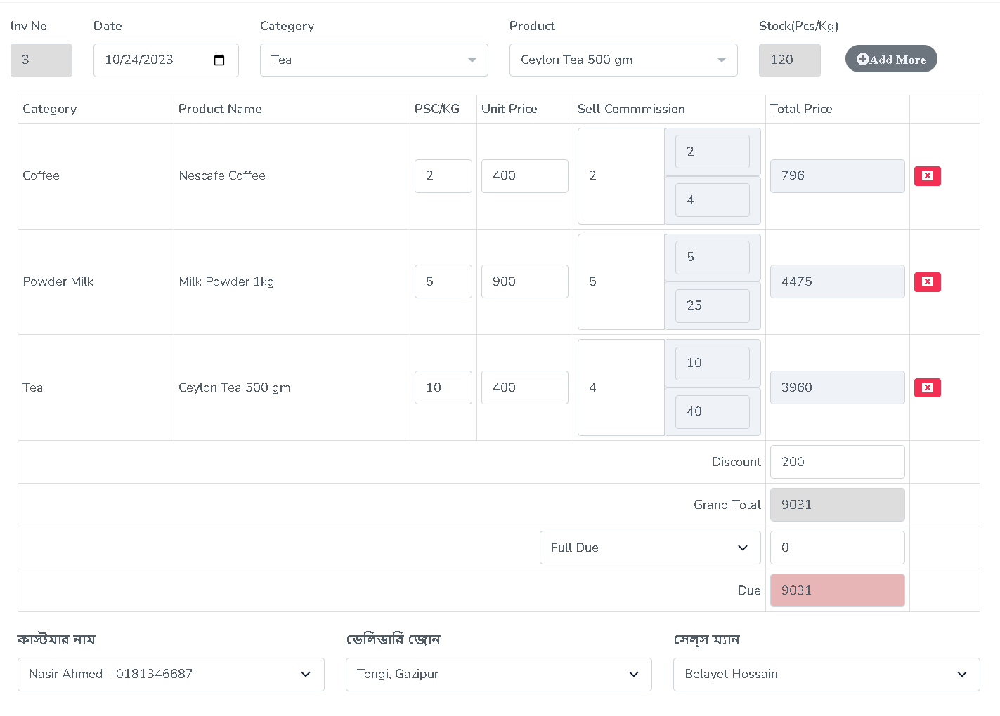 Inv No Date Category Product Stock(Pcs/Kg)
3 10/24/2023 Tea Ceylon Tea 500 gm 120 Add More
Category Product Name PSC/KG Unit Price Sell Commmission Total Price
2
Coffee Nescafe Coffee 2 400 2 796
4
5
Powder Milk Milk Powder 1kg 5 900 5 4475
25
10
Tea Ceylon Tea 500 gm 10 400 4 3960
40
Discount 200
Grand Total 9031
Full Due 0
Due 9031
কাস্টমার নাম ডেলিভারি জোন সেল্স ম্যান
Nasir Ahmed - 0181346687 Tongi, Gazipur Belayet Hossain